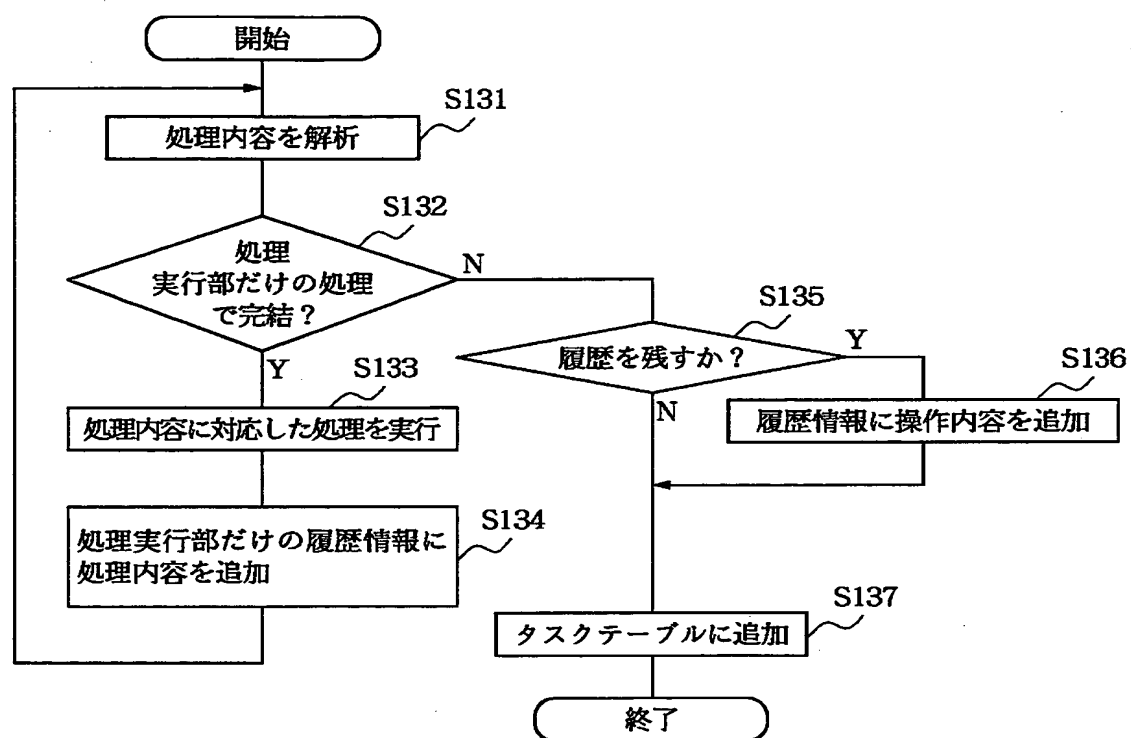 開始
S131
処理内容を解析
S132
処理
実行部だけの処理
で完結？
N
Y
S133
処理内容に対応した処理を実行
S134
処理実行部だけの履歴情報に
処理内容を追加
S135
履歴を残すか？
Y
N
S136
履歴情報に操作内容を追加
S137
タスクテーブルに追加
終了